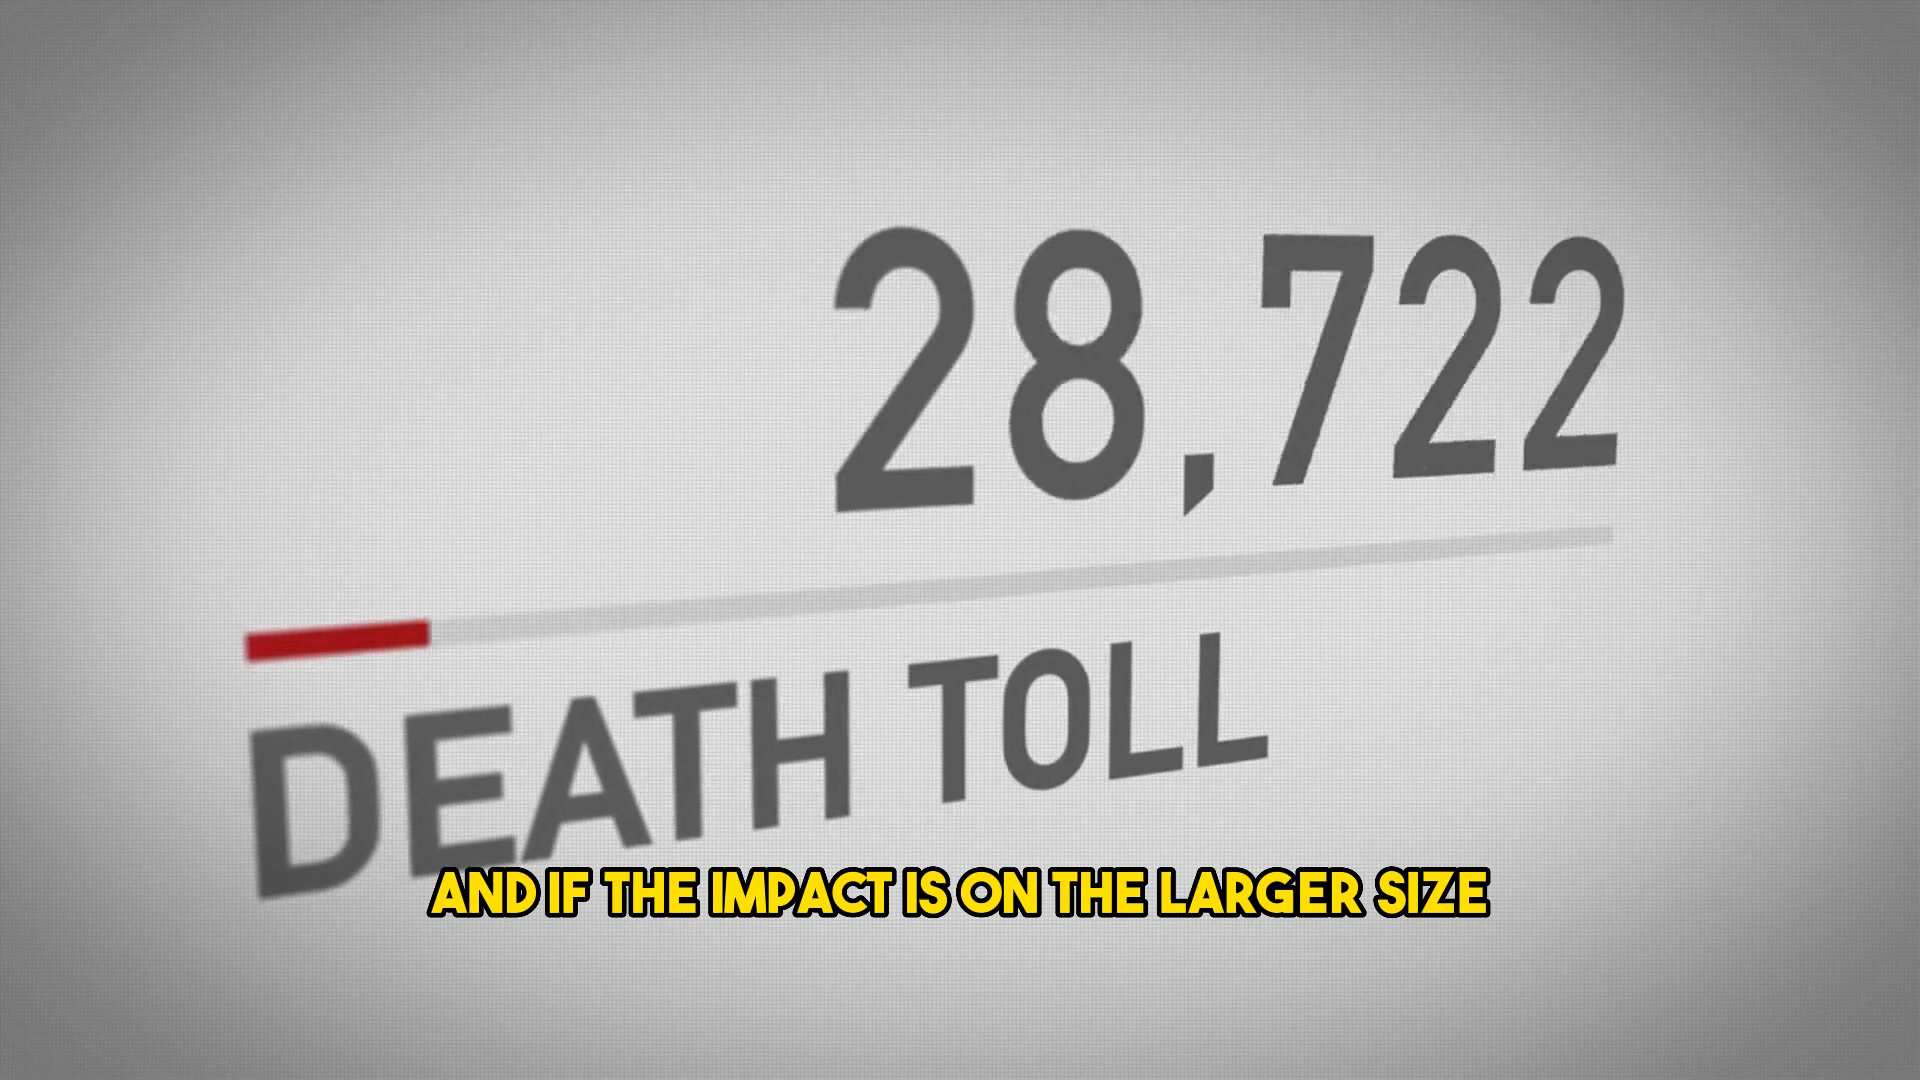 28,722
DEATH TOLL
AND IF THE IMPACT IS ON THE LARGER SIZE